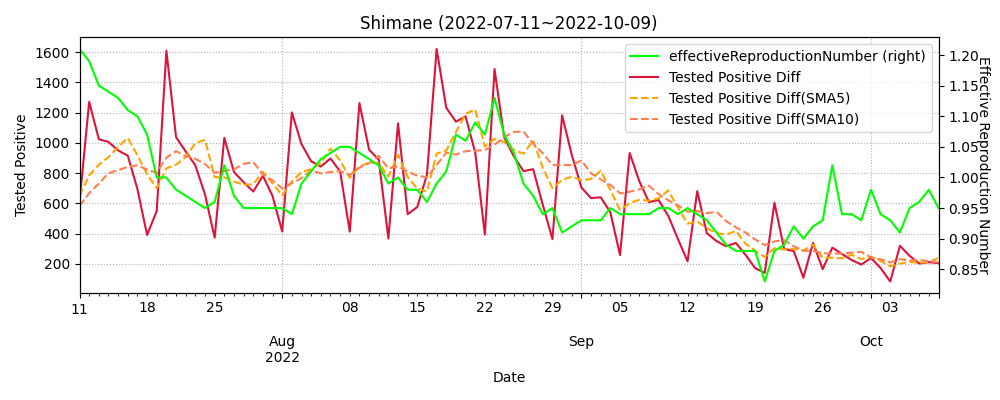 Shimane (2022-07-11~2022-10-09)
effectiveReproductionNumber (right)
Tested Positive Diff
Tested Positive Diff(SMA5)
Tested Positive Diff(SMA10)
Tested Positive
1600
1400
1200
1000
800
600
400
200
1.20
1.15
1.10
1.05
1.00
0.95
0.90
0.85
Effective Reproduction Number
11 18 25 08 15 22 29 05 12 19 26 03
Aug Sep Oct
2022
Date